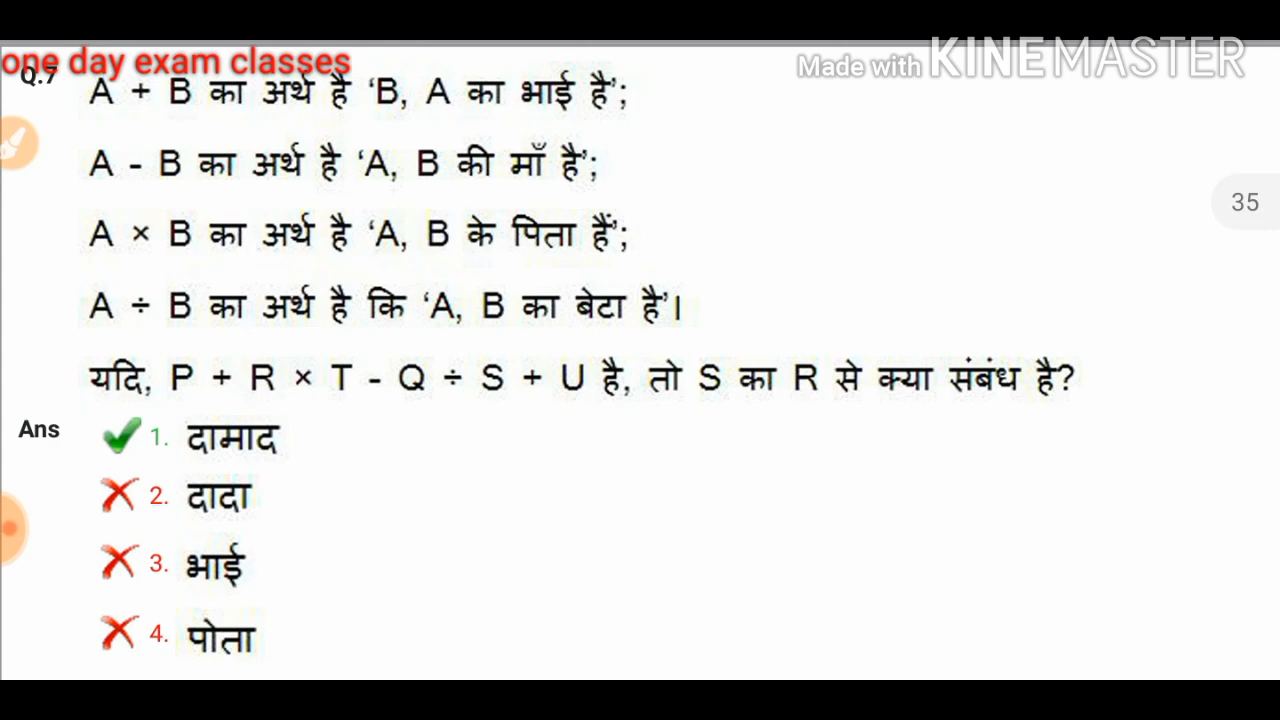 one day exam classes
Made with KINEMASTER
Q.7
A + B का अर्थ है ‘B, A का भाई है’;
A - B का अर्थ है ‘A, B की माँ है’;
A × B का अर्थ है ‘A, B के पिता हैं’;
A ÷ B का अर्थ है कि ‘A, B का बेटा है’।
यदि, P + R × T - Q ÷ S + U है, तो S का R से क्या संबंध है?
35
Ans
1. दामाद
2. दादा
3. भाई
4. पोता